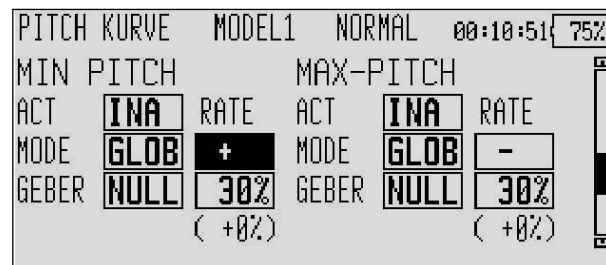 PITCH KURVE MODEL1 NORMAL 00:10:51 75%
MIN PITCH MAX-PITCH
ACT INA RATE ACT INA RATE
MODE GLOB + MODE GLOB -
GEBER NULL 30% GEBER NULL 30%
( +0%) ( +0%)